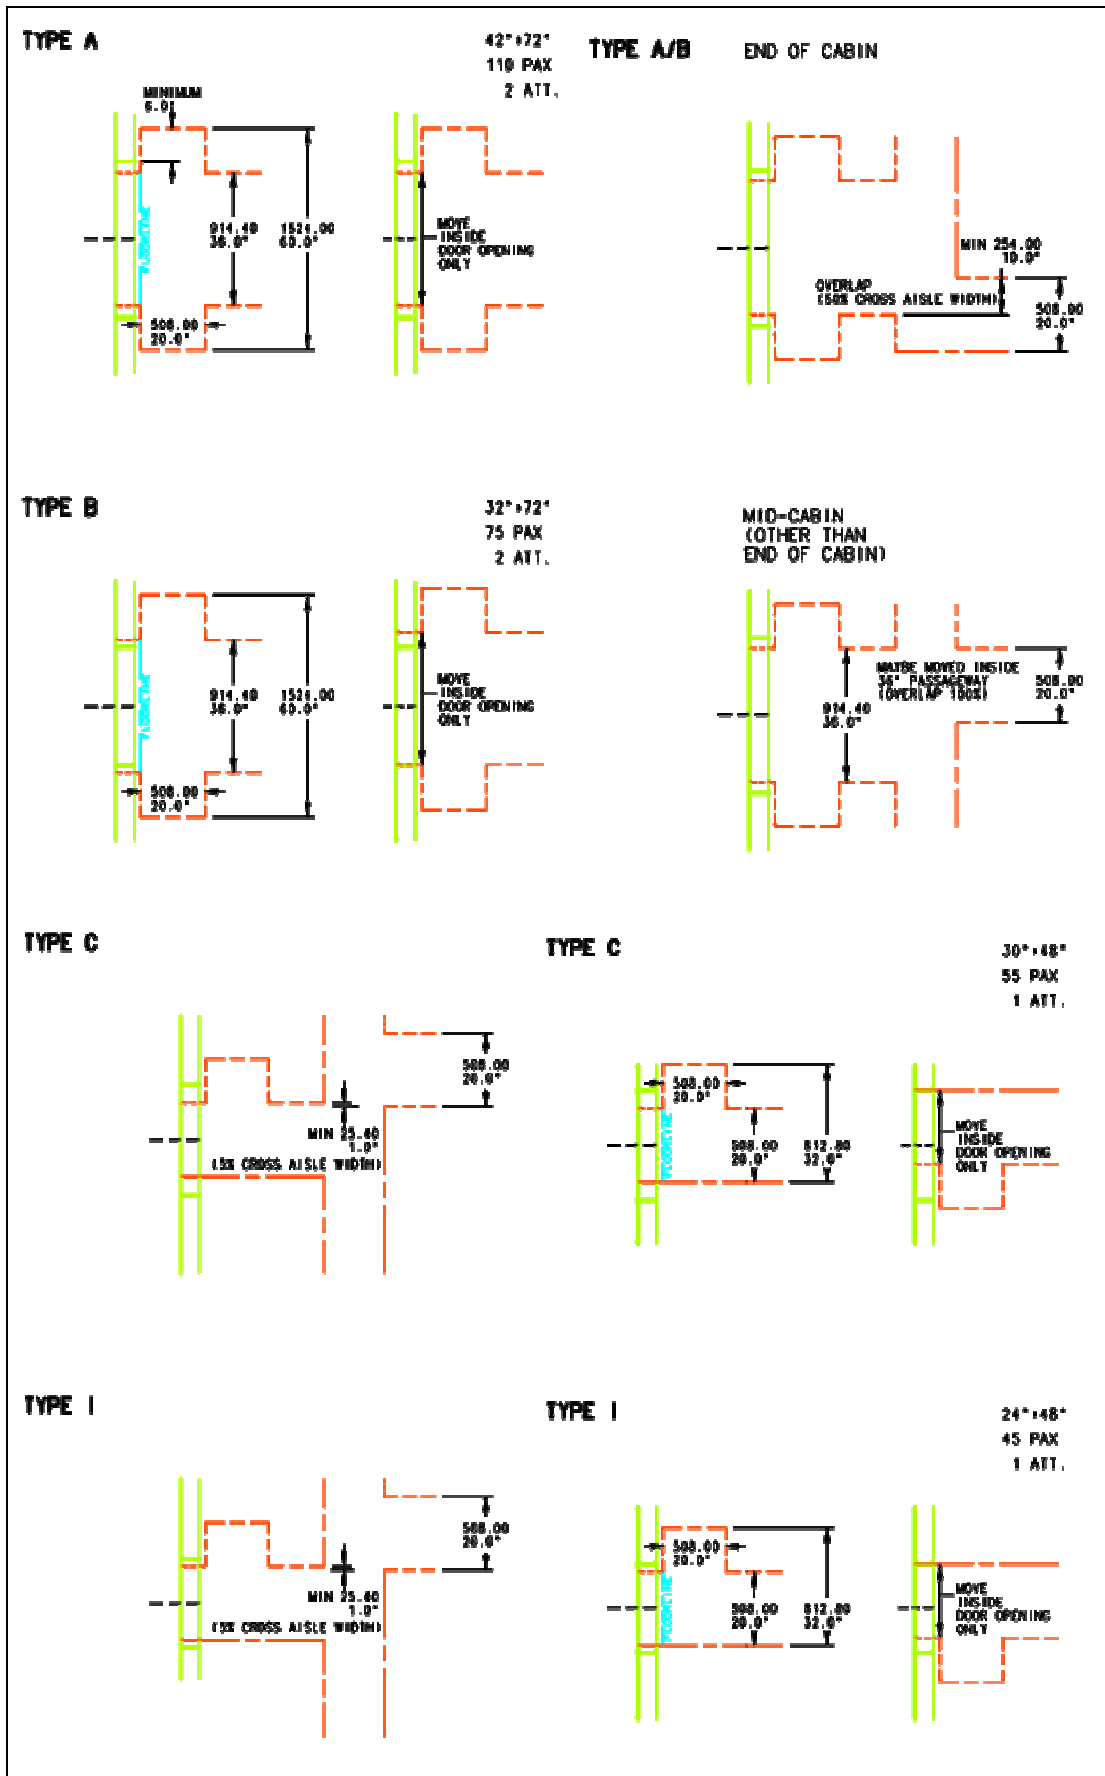 TYPE A
42"*72"
110 PAX
2 ATT.
MINIMUM
6.0
914.40
36.0"
1524.00
60.0"
508.00
20.0"
MOVE
INSIDE
DOOR OPENING
ONLY
TYPE A/B
END OF CABIN
MIN 254.00
10.0"
OVERLAP
(50% CROSS AISLE WIDTH)
508.00
20.0"
TYPE B
32"*72"
75 PAX
2 ATT.
914.40
36.0"
1524.00
60.0"
508.00
20.0"
MOVE
INSIDE
DOOR OPENING
ONLY
MID-CABIN
(OTHER THAN
END OF CABIN)
MAYBE MOVED INSIDE
36" PASSAGEWAY
(OVERLAP 100%)
914.40
36.0"
508.00
20.0"
TYPE C
508.00
20.0"
MIN 25.40
1.0"
(5% CROSS AISLE WIDTH)
TYPE C
30"*48"
55 PAX
1 ATT.
508.00
20.0"
508.00
20.0"
812.80
32.0"
MOVE
INSIDE
DOOR OPENING
ONLY
TYPE I
508.00
20.0"
MIN 25.40
1.0"
(5% CROSS AISLE WIDTH)
TYPE I
24"*48"
45 PAX
1 ATT.
508.00
20.0"
508.00
20.0"
812.80
32.0"
MOVE
INSIDE
DOOR OPENING
ONLY